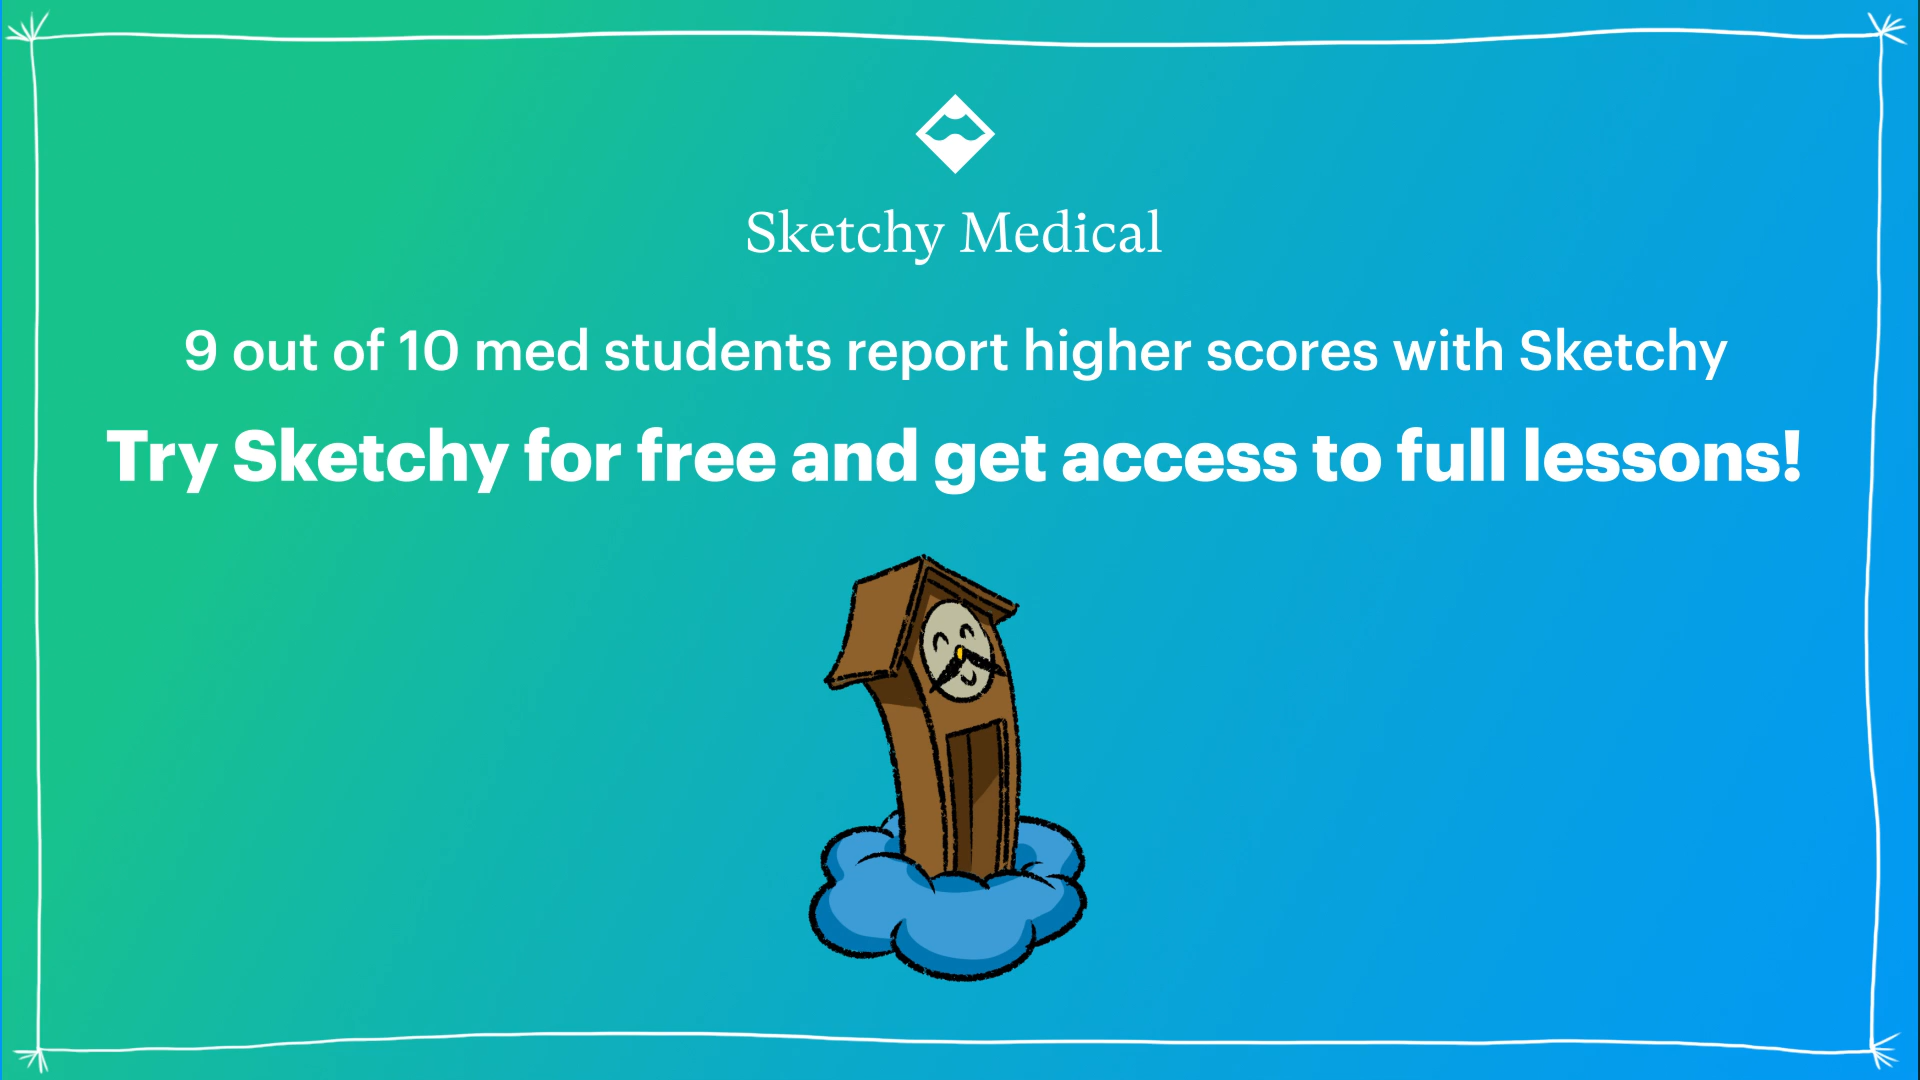 Sketchy Medical
9 out of 10 med students report higher scores with Sketchy
Try Sketchy for free and get access to full lessons!